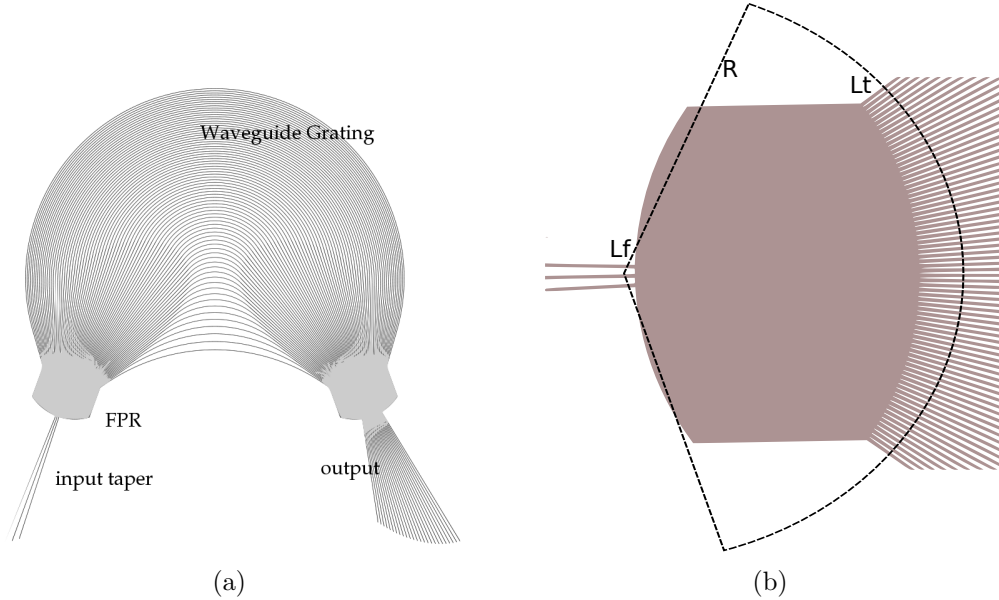 Waveguide Grating
FPR
input taper
output
(a)
R
Lt
Lf
(b)